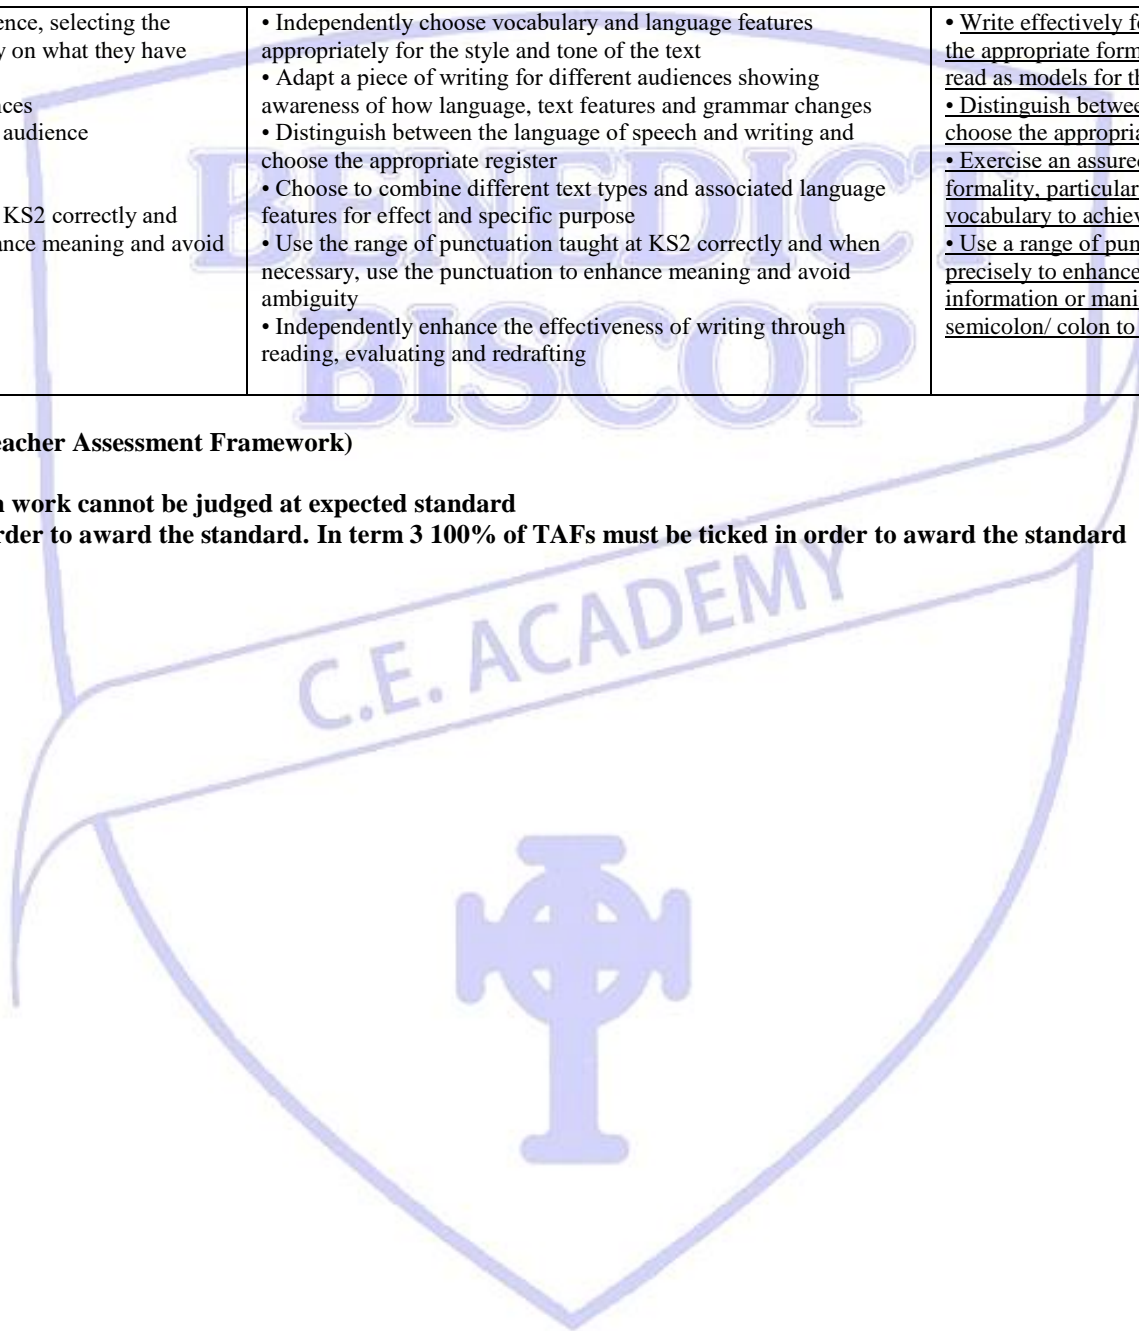 ence, selecting the
y on what they have
nces
audience
KS2 correctly and
ance meaning and avoid
• Independently choose vocabulary and language features
appropriately for the style and tone of the text
• Adapt a piece of writing for different audiences showing
awareness of how language, text features and grammar changes
• Distinguish between the language of speech and writing and
choose the appropriate register
• Choose to combine different text types and associated language
features for effect and specific purpose
• Use the range of punctuation taught at KS2 correctly and when
necessary, use the punctuation to enhance meaning and avoid
ambiguity
• Independently enhance the effectiveness of writing through
reading, evaluating and redrafting
• Write effectively fo
the appropriate form
read as models for th
• Distinguish betwee
choose the appropria
• Exercise an assured
formality, particular
vocabulary to achiev
• Use a range of pun
precisely to enhance
information or mani
semicolon/ colon to
eacher Assessment Framework)
n work cannot be judged at expected standard
rder to award the standard. In term 3 100% of TAFs must be ticked in order to award the standard
BENEDICT
BISCOP
C.E. ACADEMY